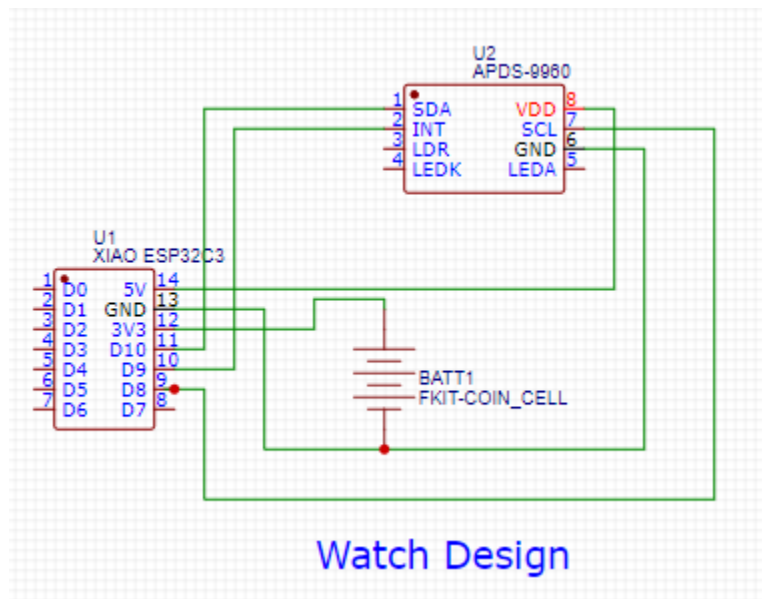 U2
APDS-9960
1 SDA VDD 8
2 INT SCL 7
3 LDR GND 6
4 LEDK LEDA 5
U1
XIAO ESP32C3
1 D0 5V 14
2 D1 GND 13
3 D2 3V3 12
4 D3 D10 11
5 D4 D9 10
6 D5 D8 9
7 D6 D7 8
BATT1
FKIT-COIN_CELL
Watch Design